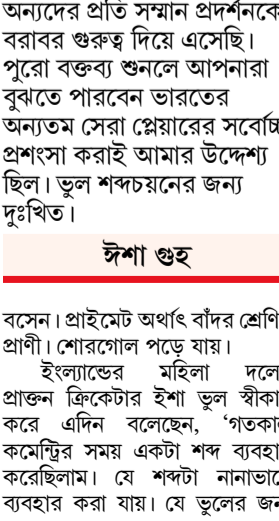 অন্যদের প্রতি সম্মান প্রদর্শনকে
বরাবর গুরুত্ব দিয়ে এসেছি।
পুরো বক্তব্য শুনলে আপনারা
বুঝতে পারবেন ভারতের
অন্যতম সেরা প্লেয়ারের সর্বোচ্চ
প্রশংসা করাই আমার উদ্দেশ্য
ছিল। ভুল শব্দচয়নের জন্য
দুঃখিত।
ঈশা গুহ
বসেন। প্রাইমেট অর্থাৎ বাঁদর শ্রেণি
প্রাণী। শোরগোল পড়ে যায়।
ইংল্যান্ডের মহিলা দলে
প্রাক্তন ক্রিকেটার ইশা ভুল স্বীকা
করে এদিন বলেছেন, ‘গতকা
কমেন্ট্রির সময় একটা শব্দ ব্যবহা
করেছিলাম। যে শব্দটা নানাভাে
ব্যবহার করা যায়। যে ভুলের জন